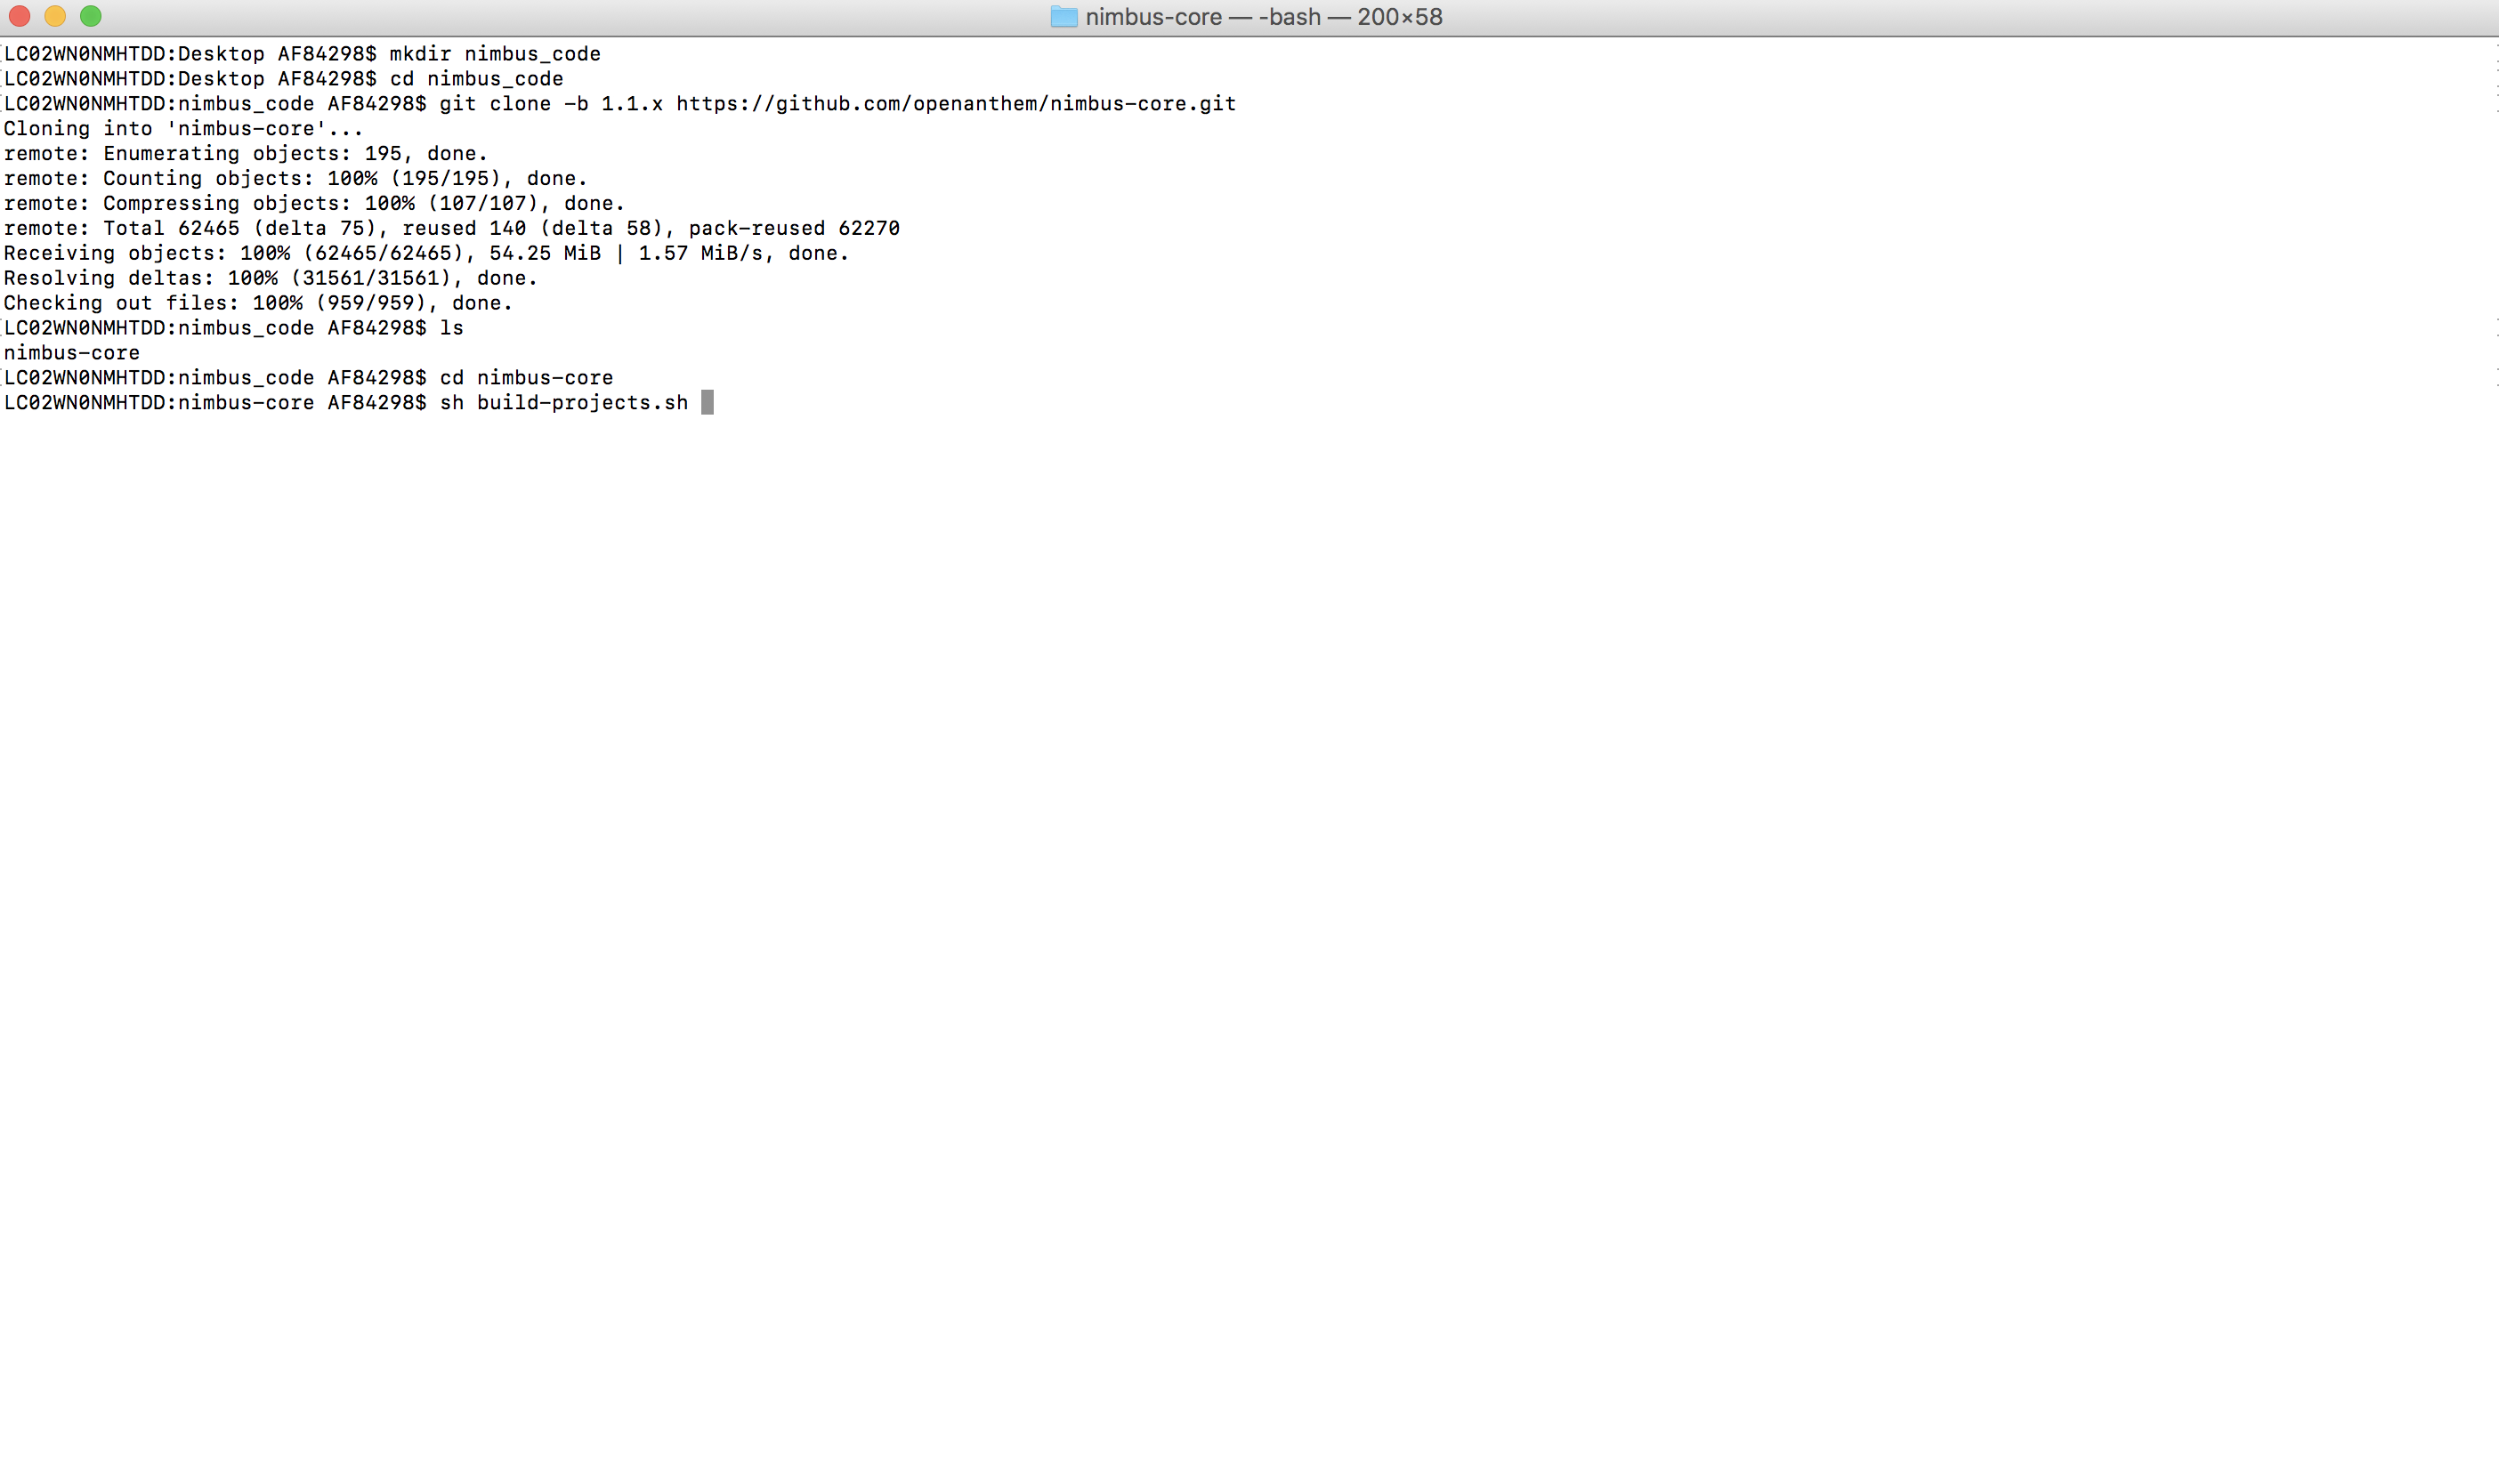 nimbus-core — -bash — 200×58
LC02WN0NMHTDD:Desktop AF84298$ mkdir nimbus_code
LC02WN0NMHTDD:Desktop AF84298$ cd nimbus_code
LC02WN0NMHTDD:nimbus_code AF84298$ git clone -b 1.1.x https://github.com/openanthem/nimbus-core.git
Cloning into 'nimbus-core'...
remote: Enumerating objects: 195, done.
remote: Counting objects: 100% (195/195), done.
remote: Compressing objects: 100% (107/107), done.
remote: Total 62465 (delta 75), reused 140 (delta 58), pack-reused 62270
Receiving objects: 100% (62465/62465), 54.25 MiB | 1.57 MiB/s, done.
Resolving deltas: 100% (31561/31561), done.
Checking out files: 100% (959/959), done.
LC02WN0NMHTDD:nimbus_code AF84298$ ls
nimbus-core
LC02WN0NMHTDD:nimbus_code AF84298$ cd nimbus-core
LC02WN0NMHTDD:nimbus-core AF84298$ sh build-projects.sh